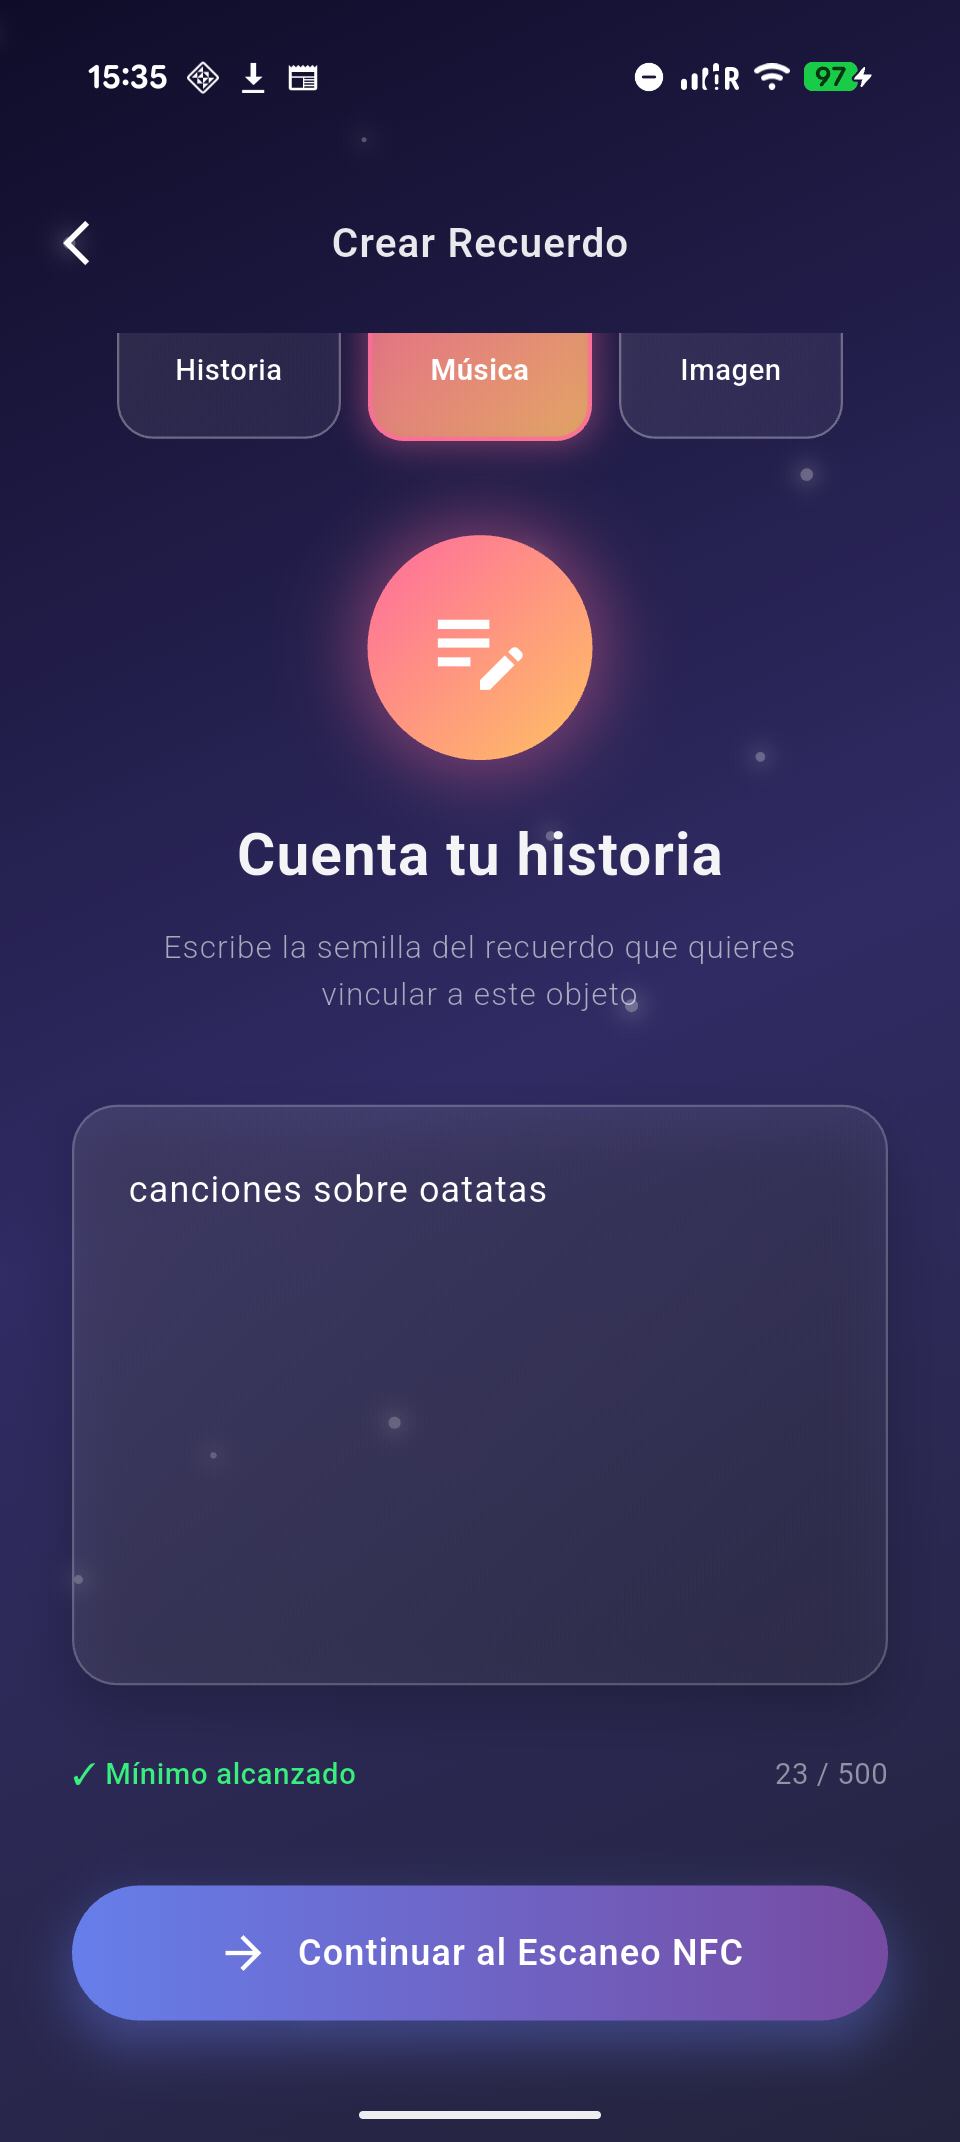 15:35
R
97
Crear Recuerdo
Historia
Música
Imagen
Cuenta tu historia
Escribe la semilla del recuerdo que quieres
vincular a este objeto
canciones sobre oatatas
✓ Mínimo alcanzado
23 / 500
Continuar al Escaneo NFC